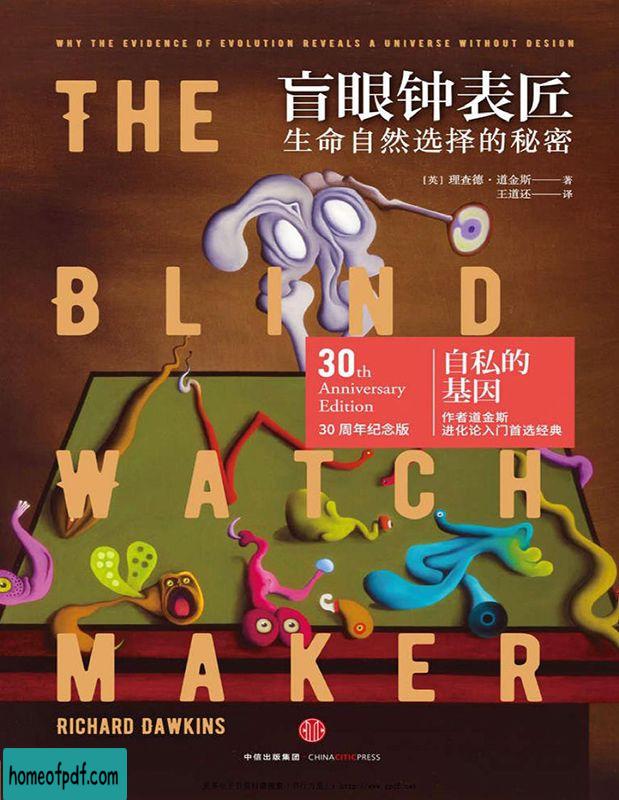 WHY THE EVIDENCE OF EVOLUTION REVEALS A UNIVERSE WITHOUT DESIGN
THE
盲眼钟表匠
生命自然选择的秘密
［英］理查德·道金斯——著
王道还——译
BLIND
30th
Anniversary
Edition
30 周年纪念版
自私的
基因
作者道金斯
进化论入门首选经典
WATCH
MAKER
RICHARD DAWKINS
中信出版集团·CHINACITICPRESS
homeofpdf.com